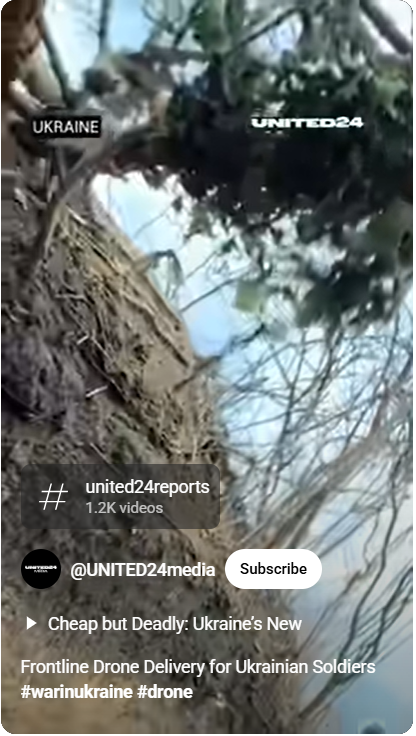 UKRAINE
UNITED24
united24reports
1.2K videos
@UNITED24media
Subscribe
Cheap but Deadly: Ukraine’s New
Frontline Drone Delivery for Ukrainian Soldiers
#warinukraine #drone